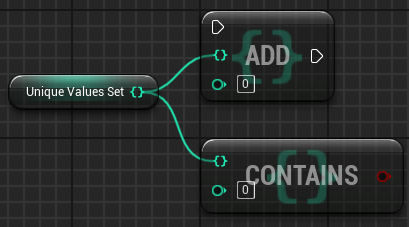 ADD
Unique Values Set {}
0
CONTAINS
0